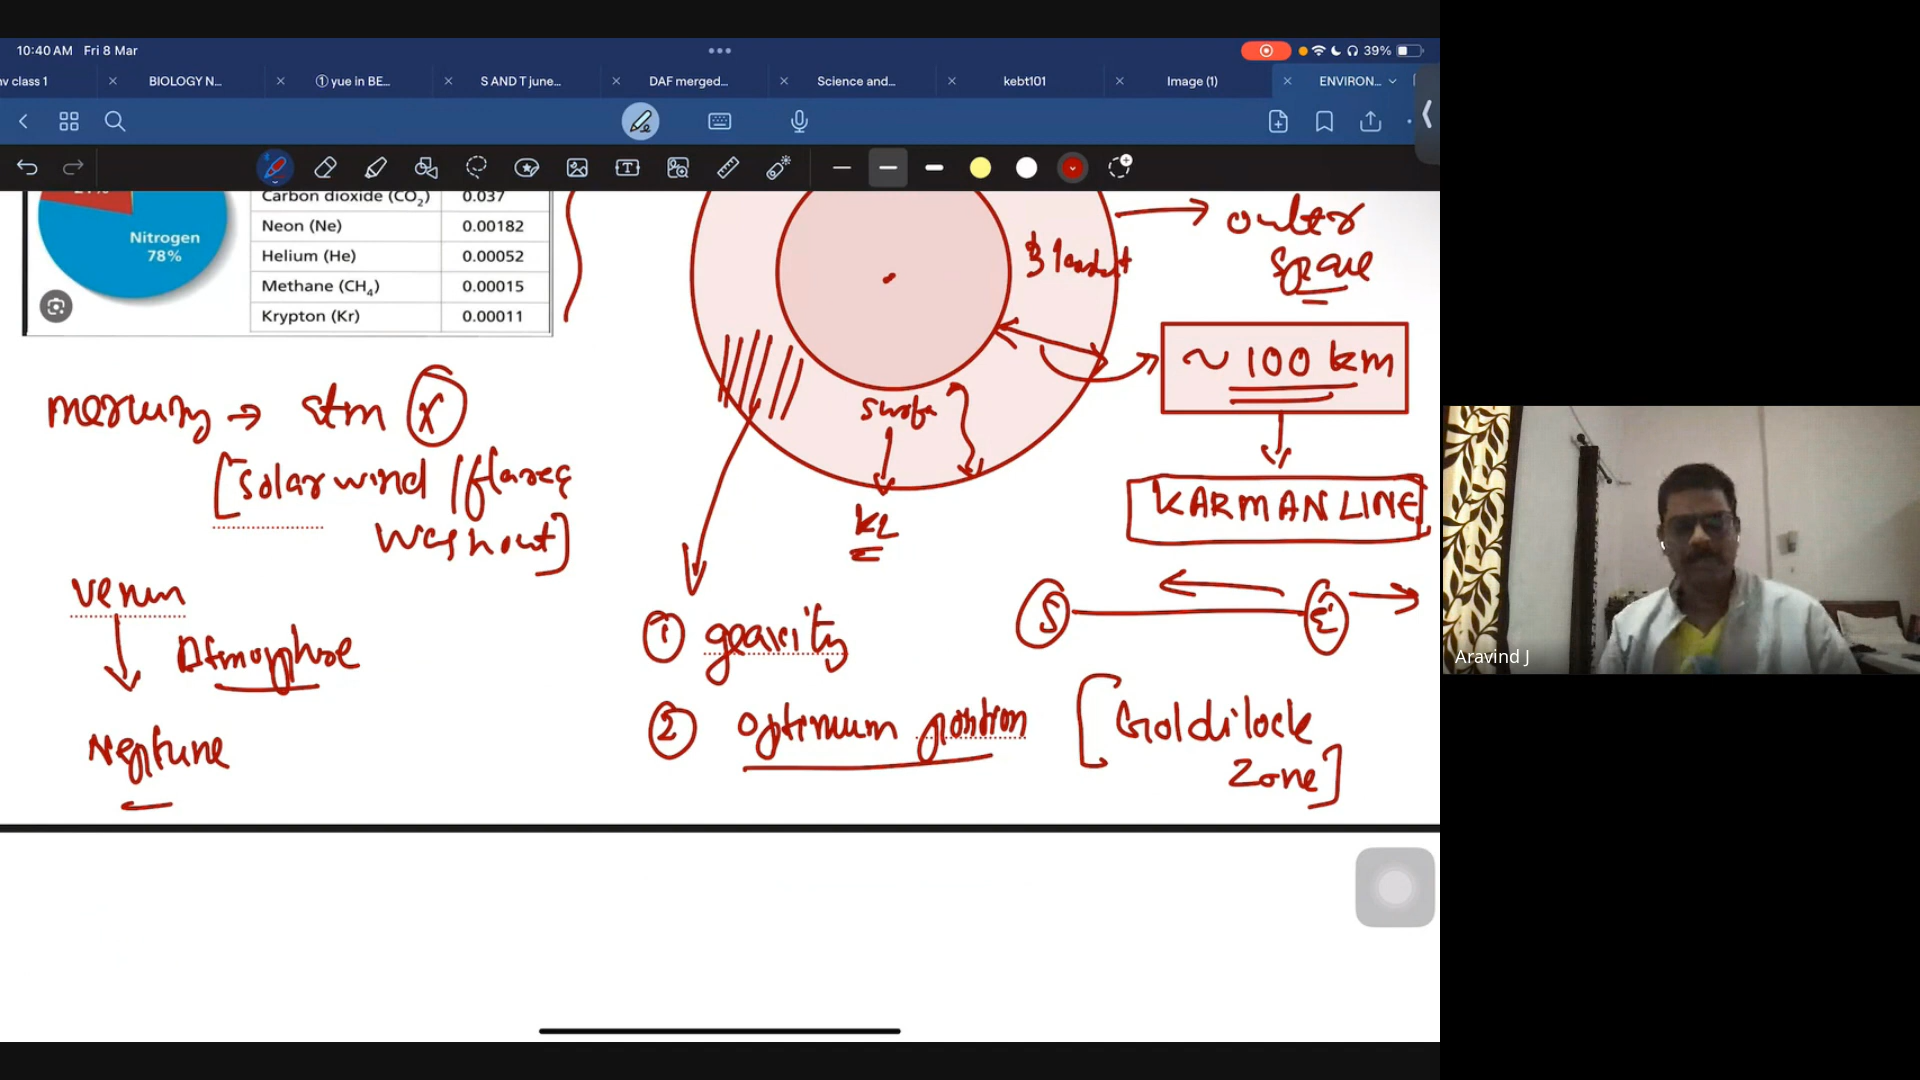 10:40 AM Fri 8 Mar
39%
nv class 1
BIOLOGY N...
① yue in BE...
S AND T june...
DAF merged...
Science and...
kebt101
Image (1)
ENVIRON...
Carbon dioxide (CO₂) 0.037
Neon (Ne) 0.00182
Helium (He) 0.00052
Methane (CH₄) 0.00015
Krypton (Kr) 0.00011
Nitrogen
78%
outer
space
~ 100 km
KARMAN LINE
KL
S
E
mercury → atm X
[Solar wind / flares
washout]
Atmosphere
Neptune
① gravity
② optimum position [Goldilock
Zone]
Aravind J